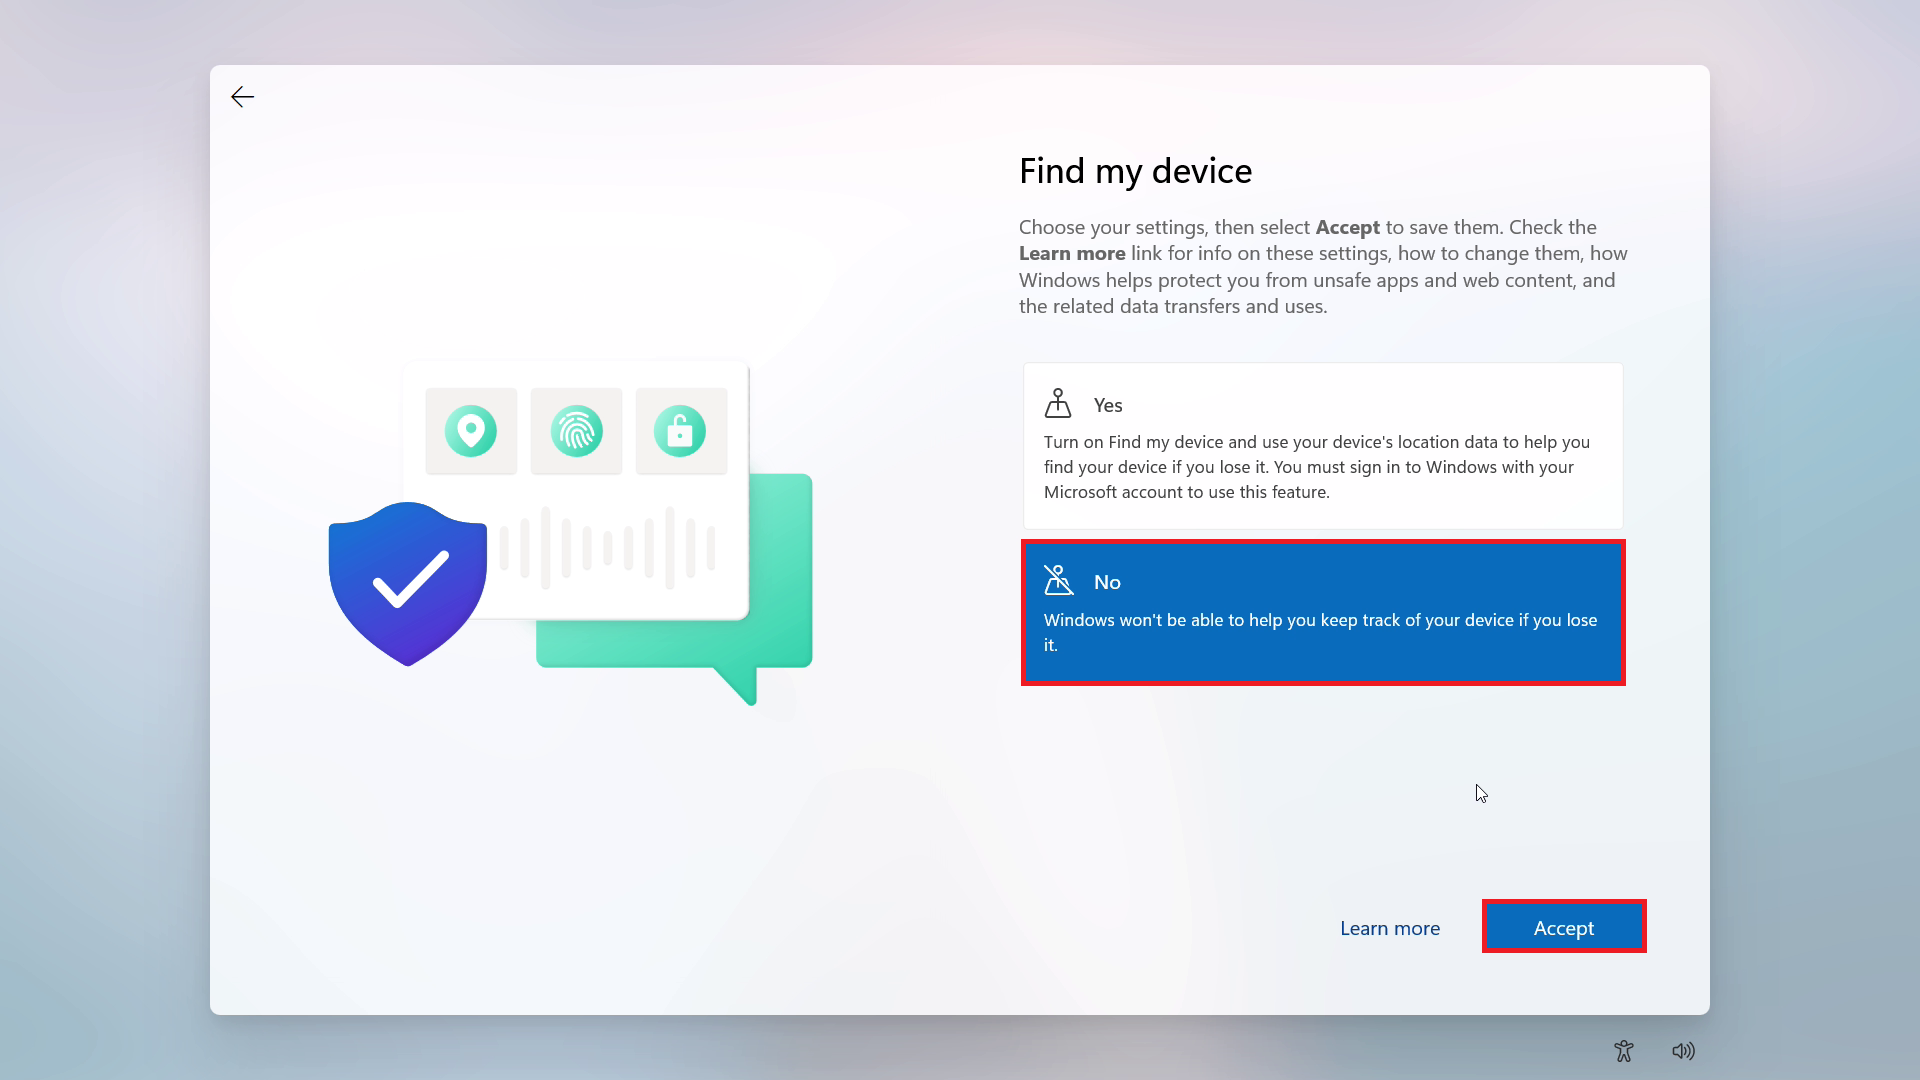 Find my device
Choose your settings, then select Accept to save them. Check the
Learn more link for info on these settings, how to change them, how
Windows helps protect you from unsafe apps and web content, and
the related data transfers and uses.
Yes
Turn on Find my device and use your device's location data to help you
find your device if you lose it. You must sign in to Windows with your
Microsoft account to use this feature.
No
Windows won't be able to help you keep track of your device if you lose
it.
Learn more
Accept